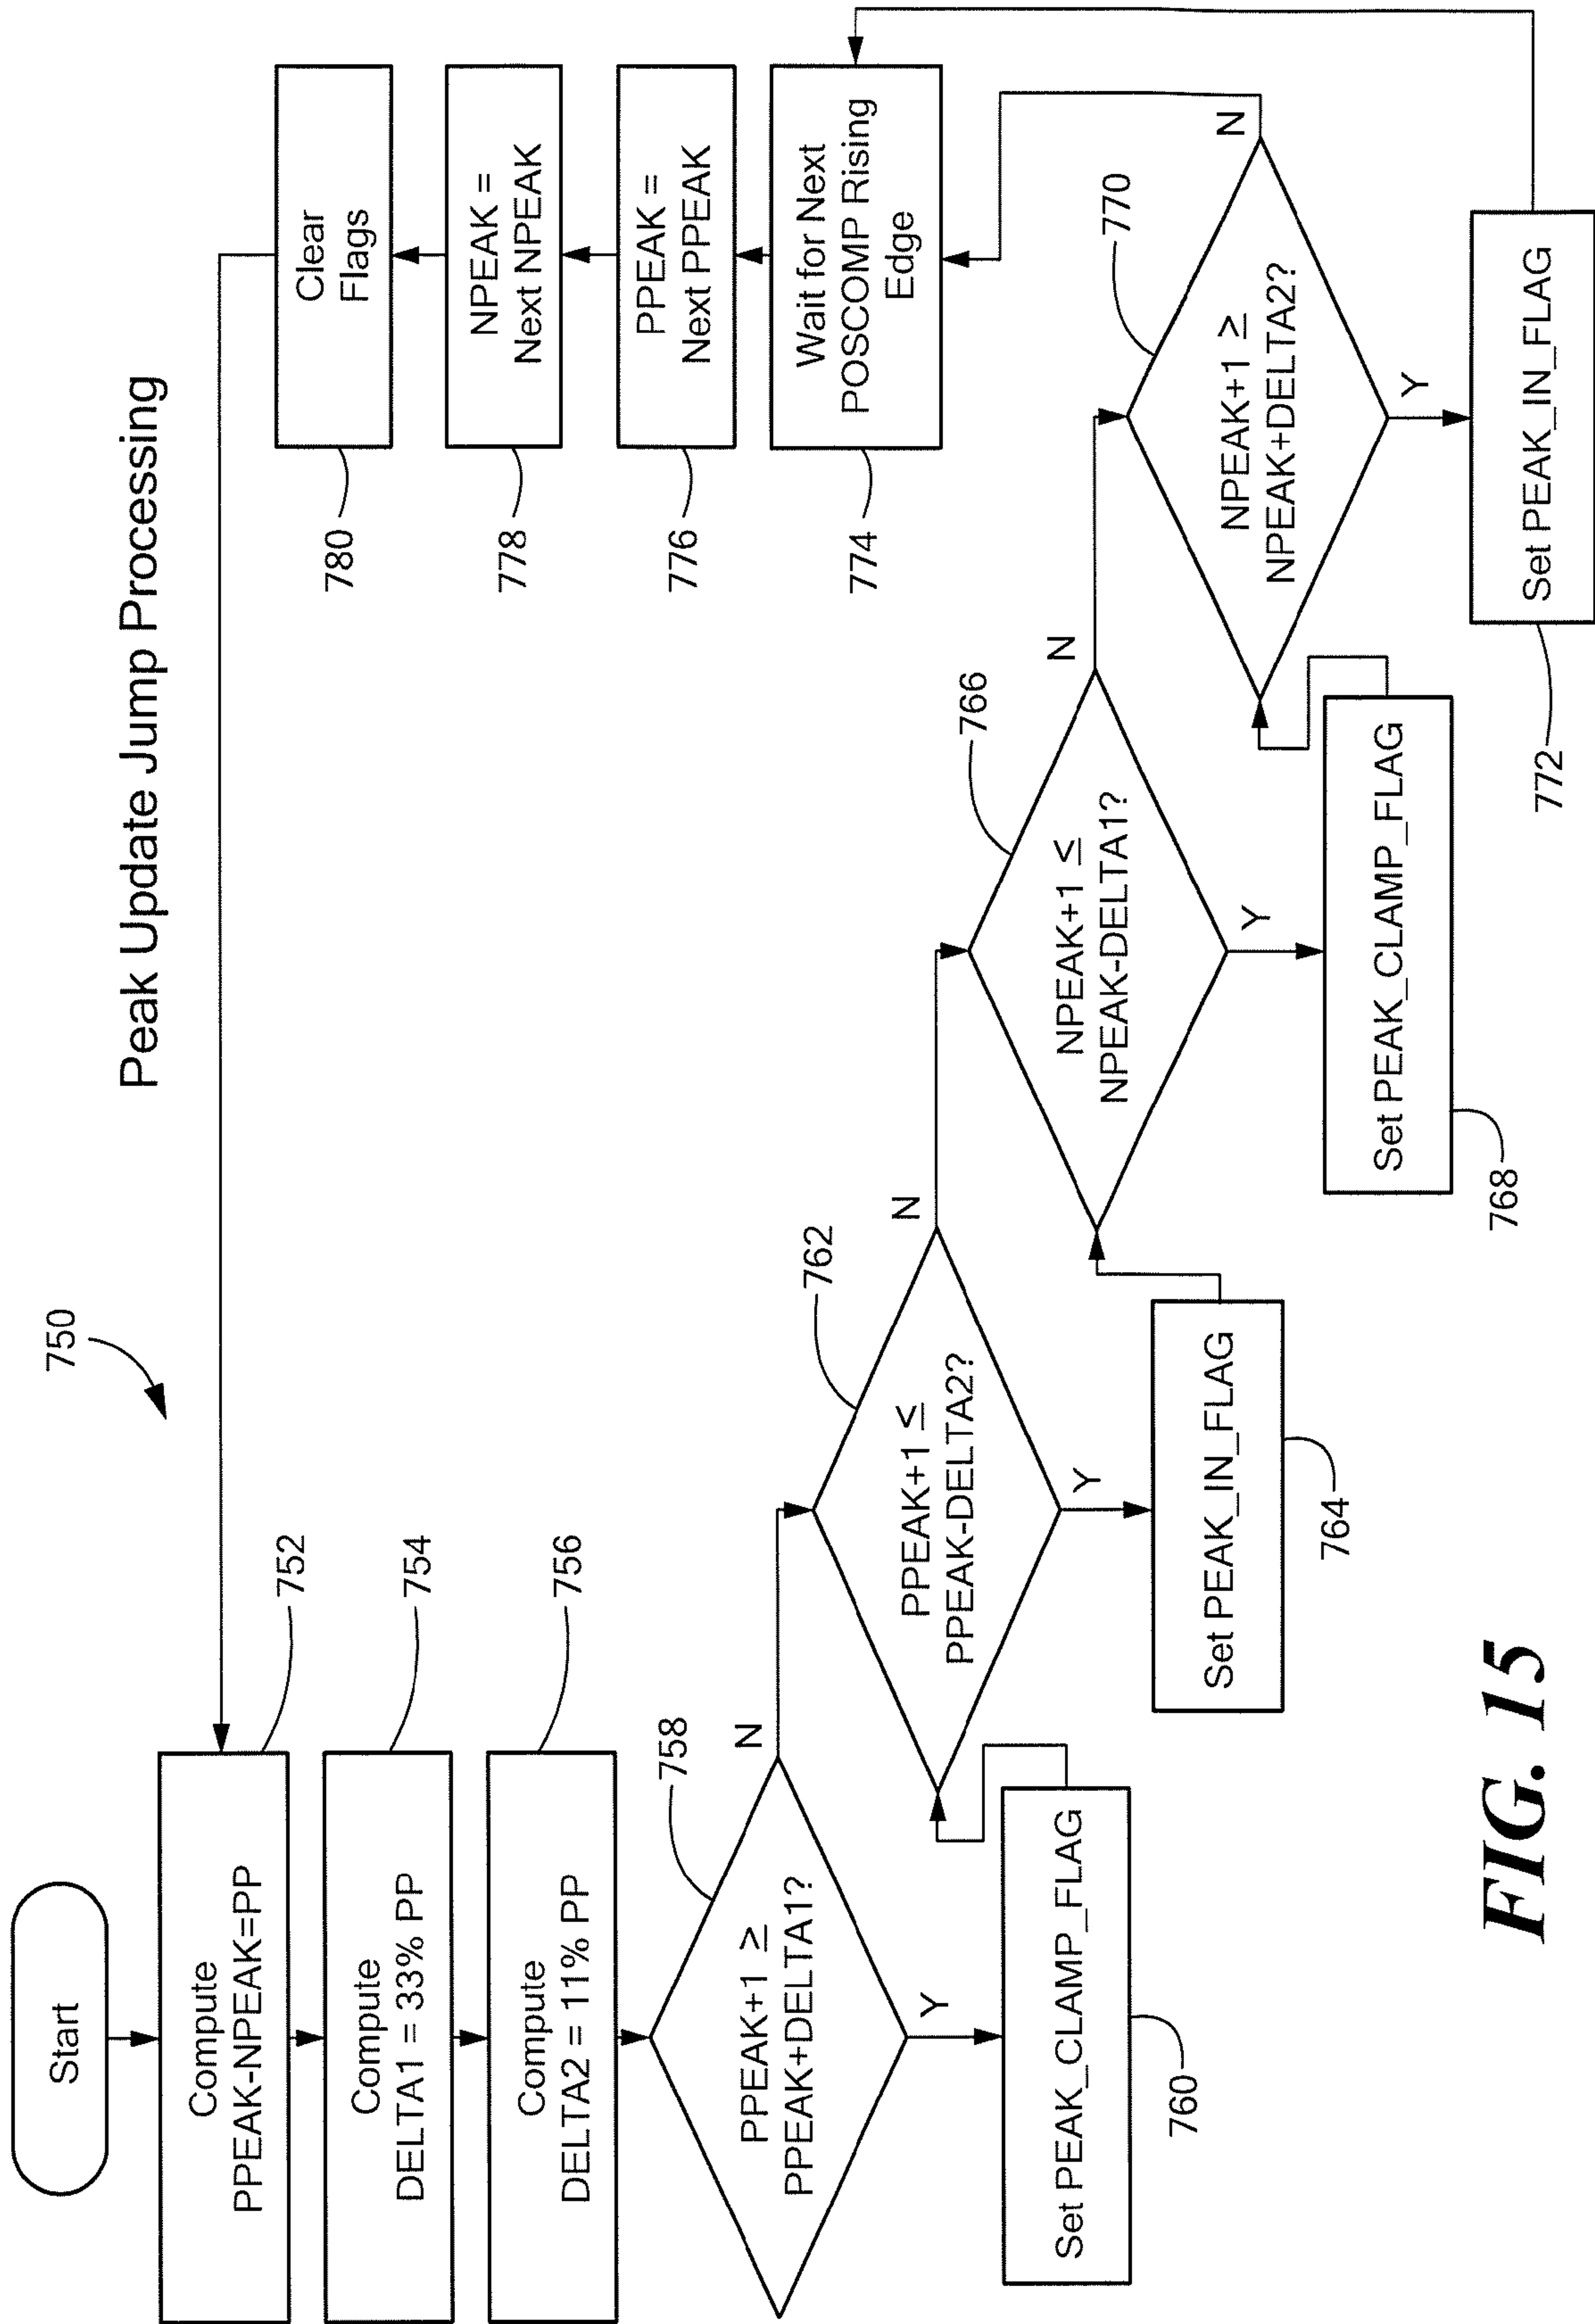 Peak Update Jump Processing
750
Start
Compute
PPEAK-NPEAK=PP
752
Compute
DELTA1 = 33% PP
754
Compute
DELTA2 = 11% PP
756
PPEAK+1 ≥
PPEAK+DELTA1?
758
N
Y
Set PEAK_CLAMP_FLAG
760
PPEAK+1 ≤
PPEAK-DELTA2?
762
N
Y
Set PEAK_IN_FLAG
764
NPEAK+1 ≤
NPEAK-DELTA1?
766
N
Y
Set PEAK_CLAMP_FLAG
768
NPEAK+1 ≥
NPEAK+DELTA2?
770
N
Y
Set PEAK_IN_FLAG
772
Wait for Next
POSCOMP Rising
Edge
774
PPEAK =
Next PPEAK
776
NPEAK =
Next NPEAK
778
Clear
Flags
780
FIG. 15